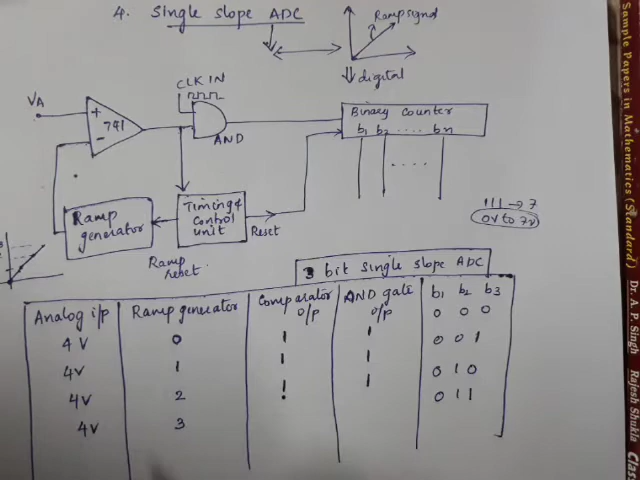 4. Single slope ADC
Ramp signal
digital
CLK IN
VA
+
741
-
AND
Binary counter
b1 b2 .... bn
....
Ramp generator
Timing & control unit
Ramp reset
Reset
111 → 7
0V to 7V
3 bit single slope ADC
Analog i/p Ramp generator Comparator o/p AND gate o/p b1 b2 b3
0 0 0
4V 0 1 1 0 0 1
4V 1 1 1 0 1 0
4V 2 1 1 0 1 1
4V 3
Sample Papers in Mathematics (Standard) Dr. A. P. Singh Rajesh Shukla